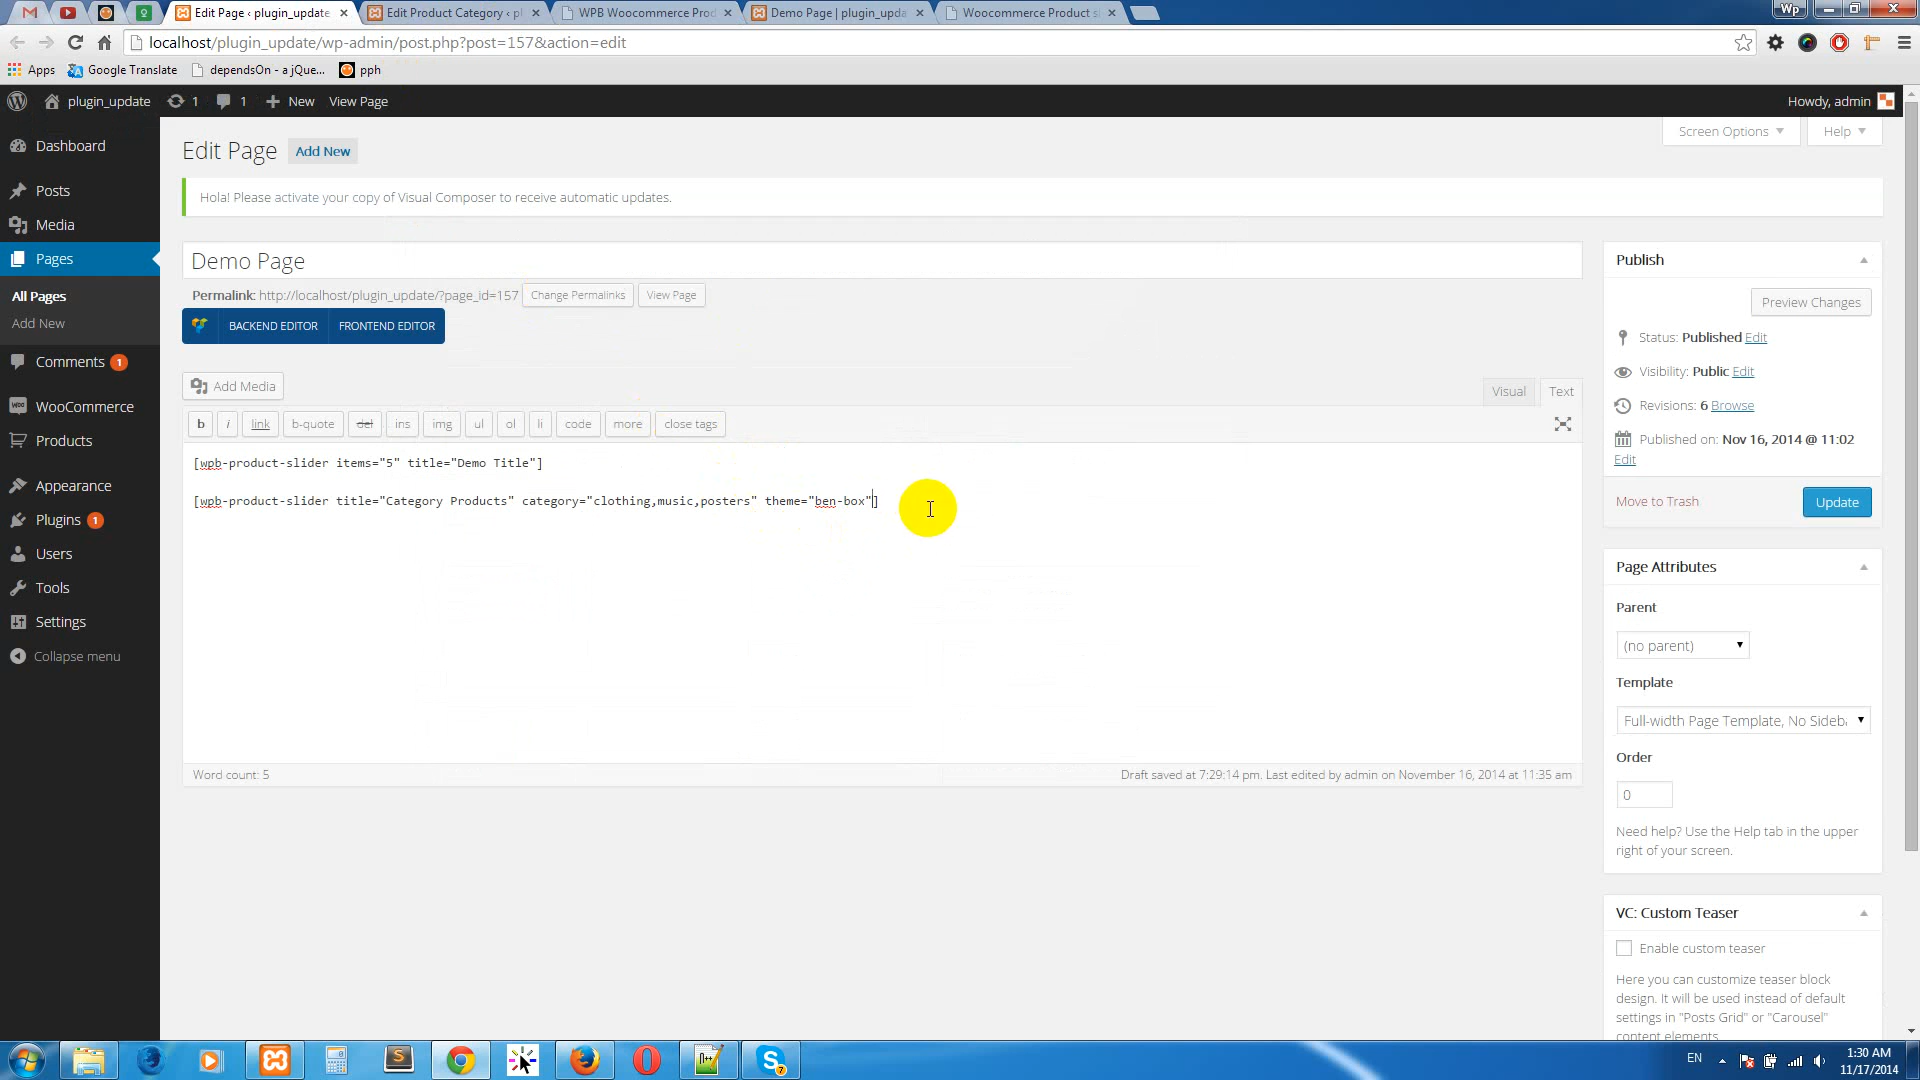 Edit Page ‹ plugin_update
Edit Product Category ‹ pl
WPB Woocommerce Prod
Demo Page | plugin_upda
Woocommerce Product s
Wp
localhost/plugin_update/wp-admin/post.php?post=157&action=edit
Apps
Google Translate
dependsOn - a jQue...
pph
plugin_update
1
1
New
View Page
Howdy, admin
Dashboard
Posts
Media
Pages
All Pages
Add New
Comments 1
WooCommerce
Products
Appearance
Plugins 1
Users
Tools
Settings
Collapse menu
Screen Options
Help
Edit Page
Add New
Hola! Please activate your copy of Visual Composer to receive automatic updates.
Demo Page
Permalink: http://localhost/plugin_update/?page_id=157
Change Permalinks
View Page
BACKEND EDITOR
FRONTEND EDITOR
Add Media
Visual
Text
b
i
link
b-quote
del
ins
img
ul
ol
li
code
more
close tags
[wpb-product-slider items="5" title="Demo Title"]
[wpb-product-slider title="Category Products" category="clothing,music,posters" theme="ben-box"]
Word count: 5
Draft saved at 7:29:14 pm. Last edited by admin on November 16, 2014 at 11:35 am
Publish
Preview Changes
Status: Published Edit
Visibility: Public Edit
Revisions: 6 Browse
Published on: Nov 16, 2014 @ 11:02
Edit
Move to Trash
Update
Page Attributes
Parent
(no parent)
Template
Full-width Page Template, No Sideba
Order
0
Need help? Use the Help tab in the upper
right of your screen.
VC: Custom Teaser
Enable custom teaser
Here you can customize teaser block
design. It will be used instead of default
settings in "Posts Grid" or "Carousel"
content elements.
EN
1:30 AM
11/17/2014